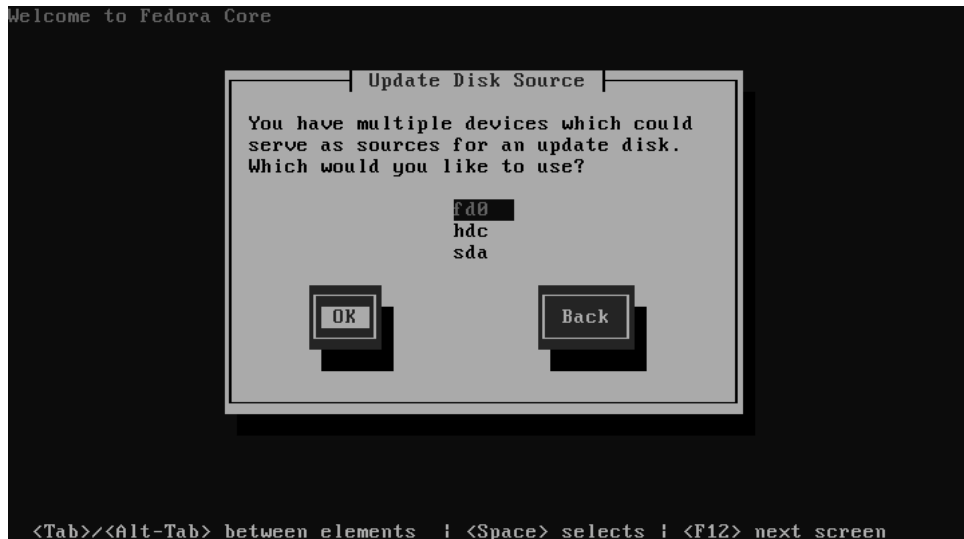 Welcome to Fedora Core
Update Disk Source
You have multiple devices which could
serve as sources for an update disk.
Which would you like to use?
fd0
hdc
sda
OK Back
<Tab>/<Alt-Tab> between elements | <Space> selects | <F12> next screen